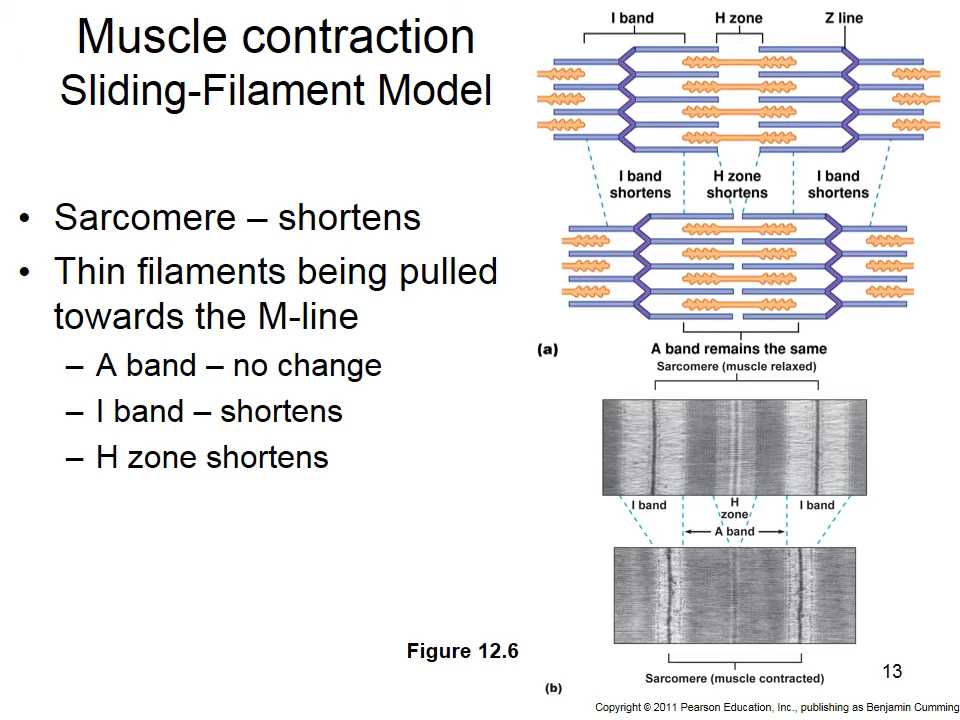 Muscle contraction
Sliding-Filament Model
• Sarcomere – shortens
• Thin filaments being pulled
towards the M-line
– A band – no change
– I band – shortens
– H zone shortens
Figure 12.6
I band H zone Z line
I band H zone I band
shortens shortens shortens
(a)
A band remains the same
Sarcomere (muscle relaxed)
I band H I band
zone
A band
Sarcomere (muscle contracted)
(b)
13
Copyright © 2011 Pearson Education, Inc., publishing as Benjamin Cumming